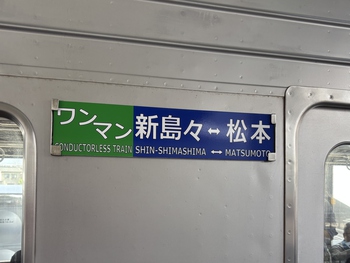 ワンマン 新島々↔松本
CONDUCTORLESS TRAIN SHIN-SHIMASHIMA ↔ MATSUMOTO